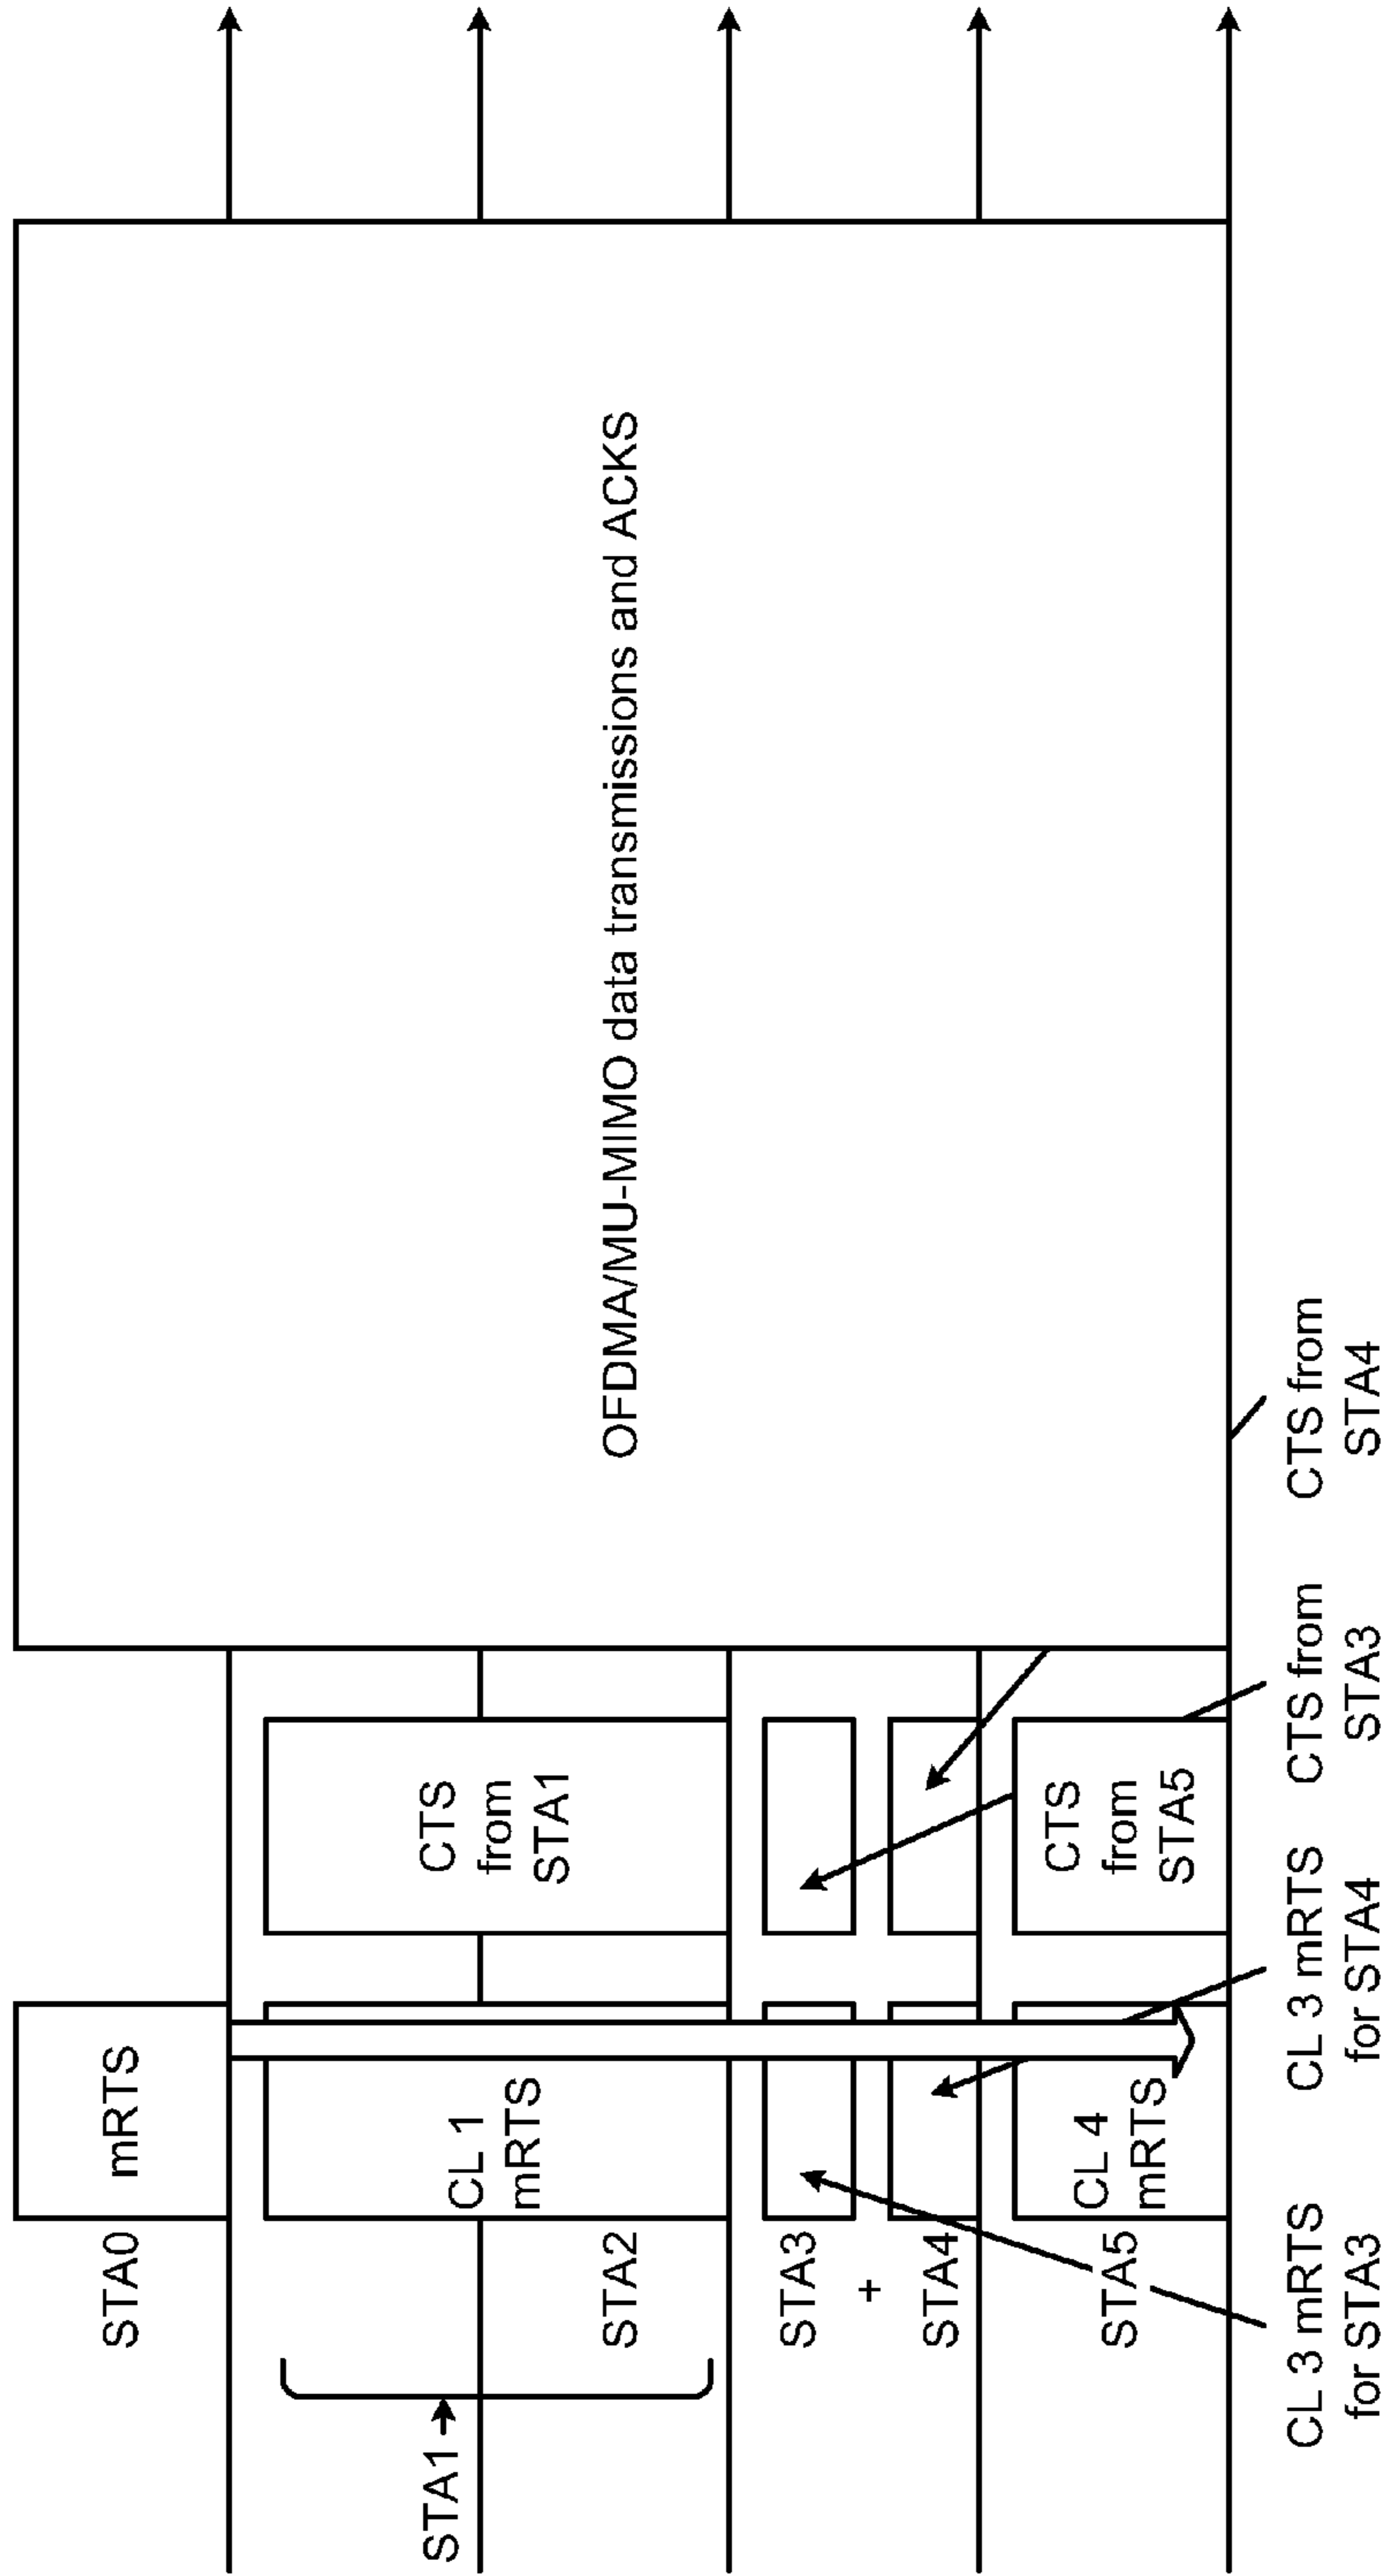 STA0
mRTS
STA1
STA2
CL 1
mRTS
CTS
from
STA1
OFDMA/MU-MIMO data transmissions and ACKS
STA3
+
STA4
STA5
CL 4
mRTS
CTS
from
STA5
CL 3 mRTS
for STA3
CL 3 mRTS
for STA4
CTS from
STA3
CTS from
STA4